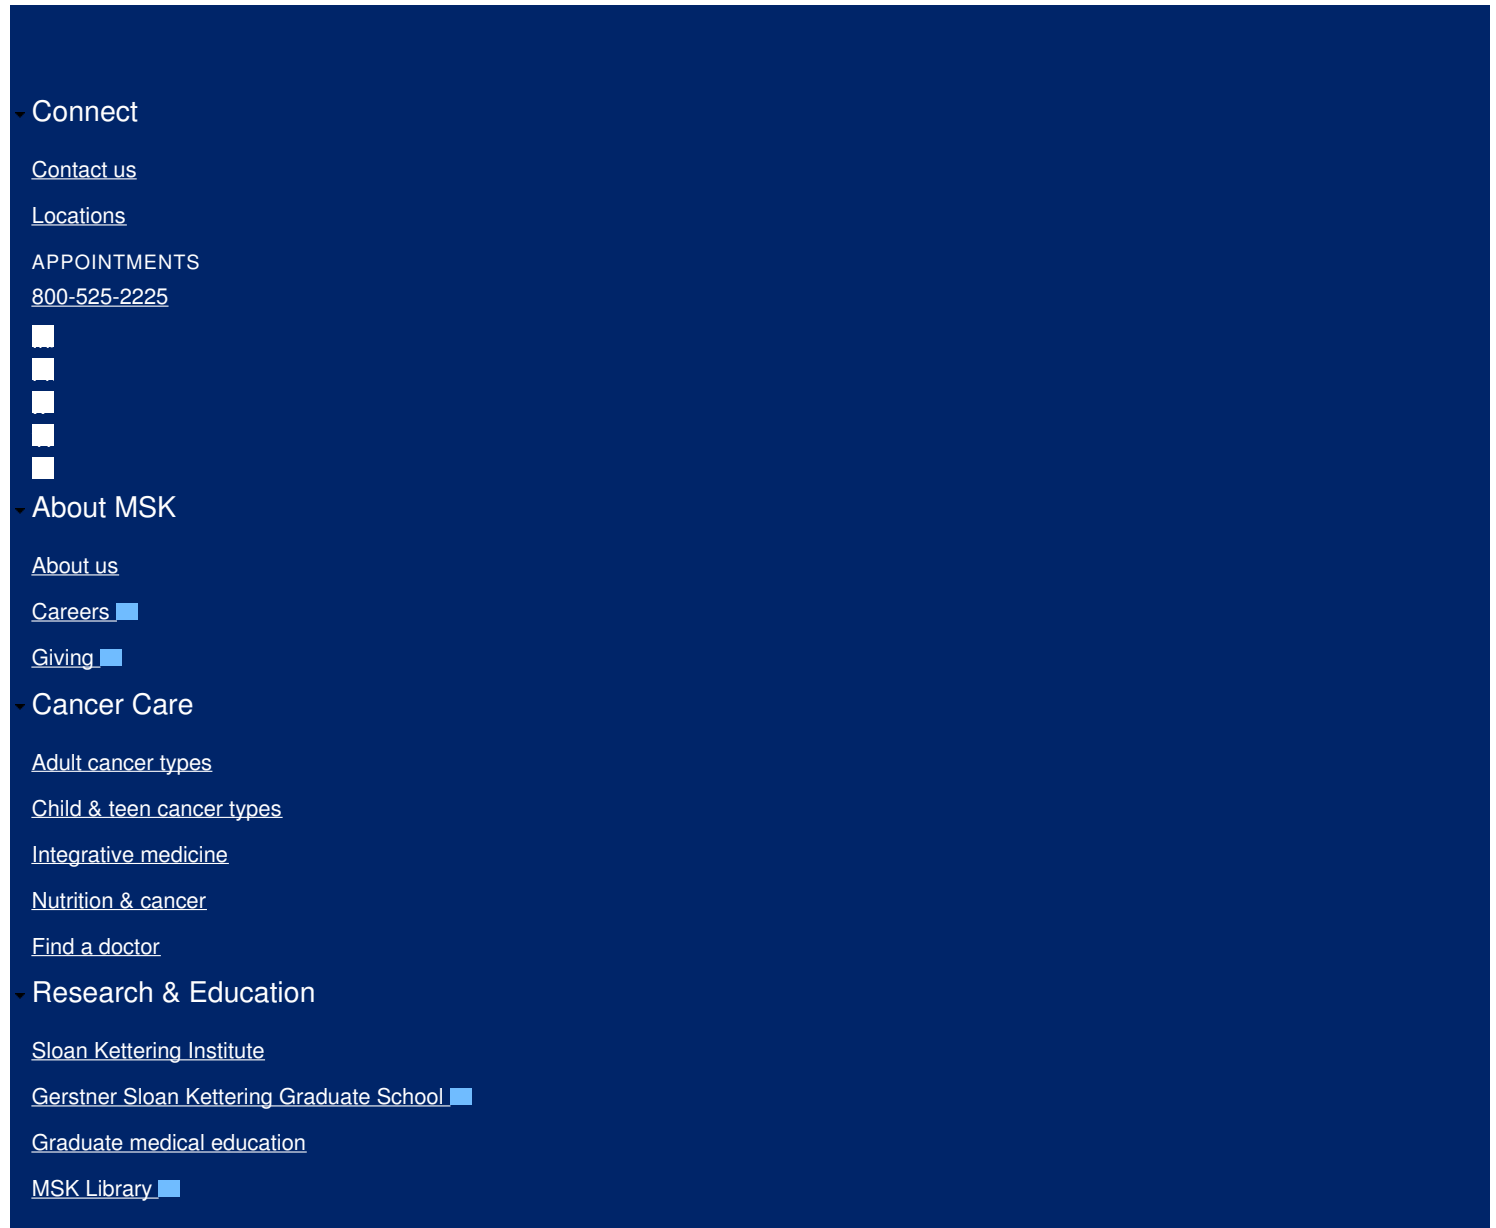 Connect
Contact us
Locations
APPOINTMENTS
800-525-2225
About MSK
About us
Careers
Giving
Cancer Care
Adult cancer types
Child & teen cancer types
Integrative medicine
Nutrition & cancer
Find a doctor
Research & Education
Sloan Kettering Institute
Gerstner Sloan Kettering Graduate School
Graduate medical education
MSK Library